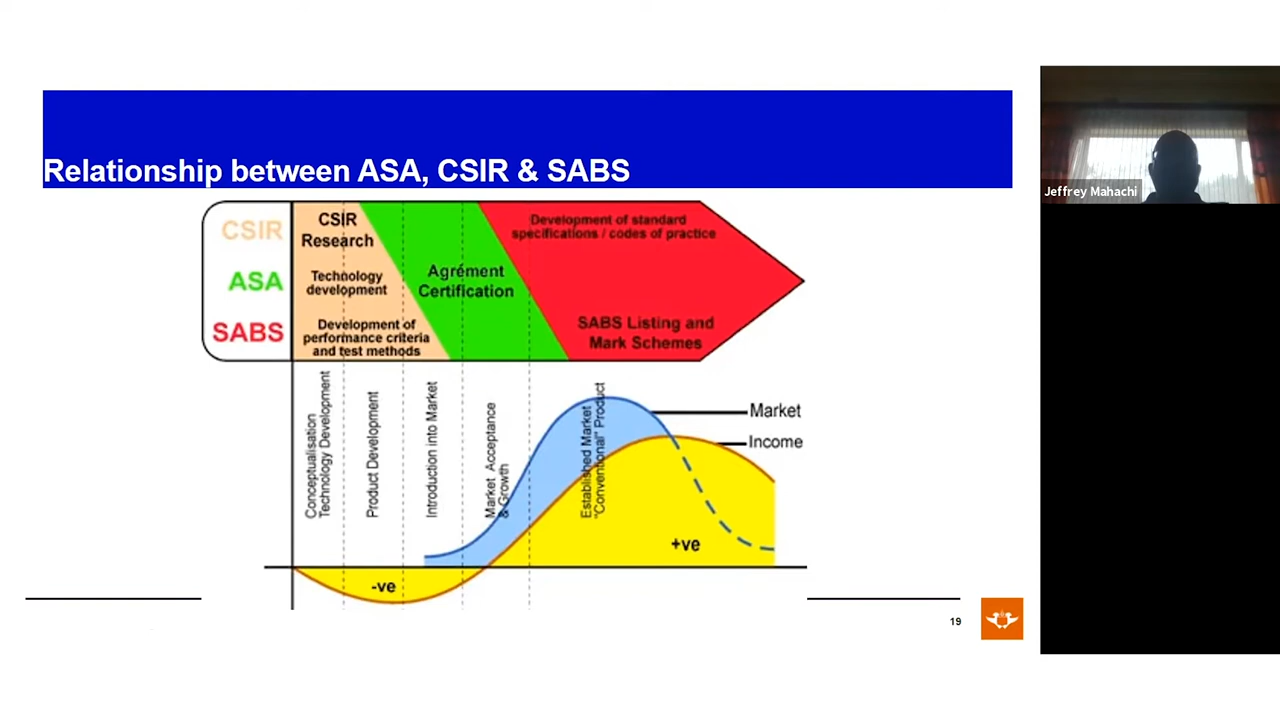 Relationship between ASA, CSIR & SABS
CSIR
ASA
SABS
CSIR
Research
Technology
development
Development of
performance criteria
and test methods
Agrément
Certification
Development of standard
specifications / codes of practice
SABS Listing and
Mark Schemes
Conceptualisation
Technology Development
Product Development
Introduction into Market
Market Acceptance
& Growth
Established Market
"Conventional" Product
Market
Income
+ve
-ve
19
Jeffrey Mahachi